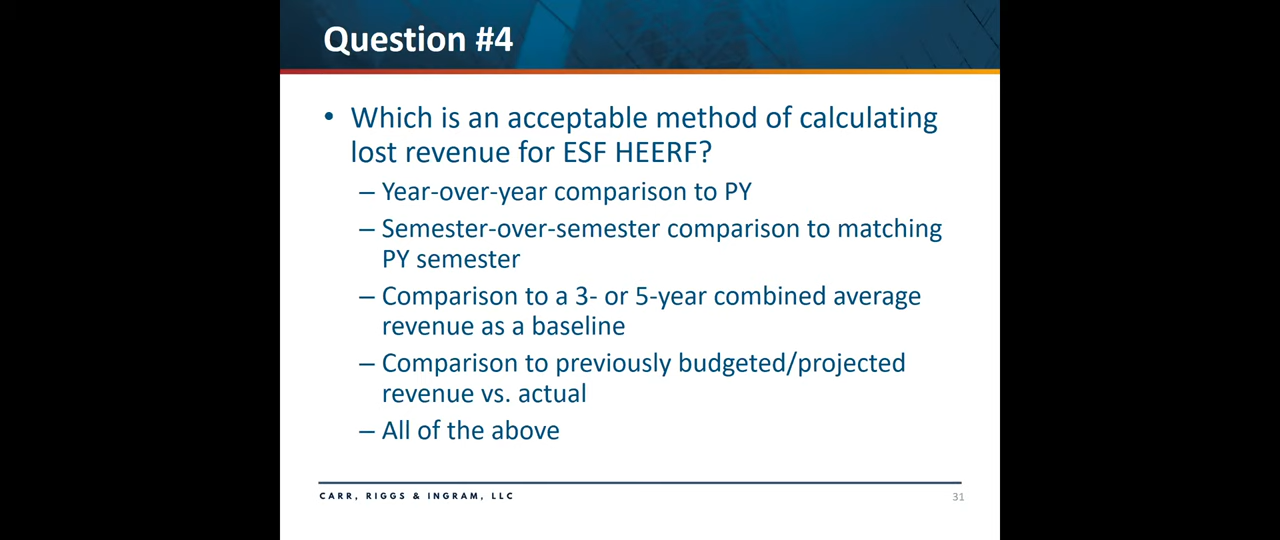 Question #4
• Which is an acceptable method of calculating
lost revenue for ESF HEERF?
– Year-over-year comparison to PY
– Semester-over-semester comparison to matching
PY semester
– Comparison to a 3- or 5-year combined average
revenue as a baseline
– Comparison to previously budgeted/projected
revenue vs. actual
– All of the above
CARR, RIGGS & INGRAM, LLC
31